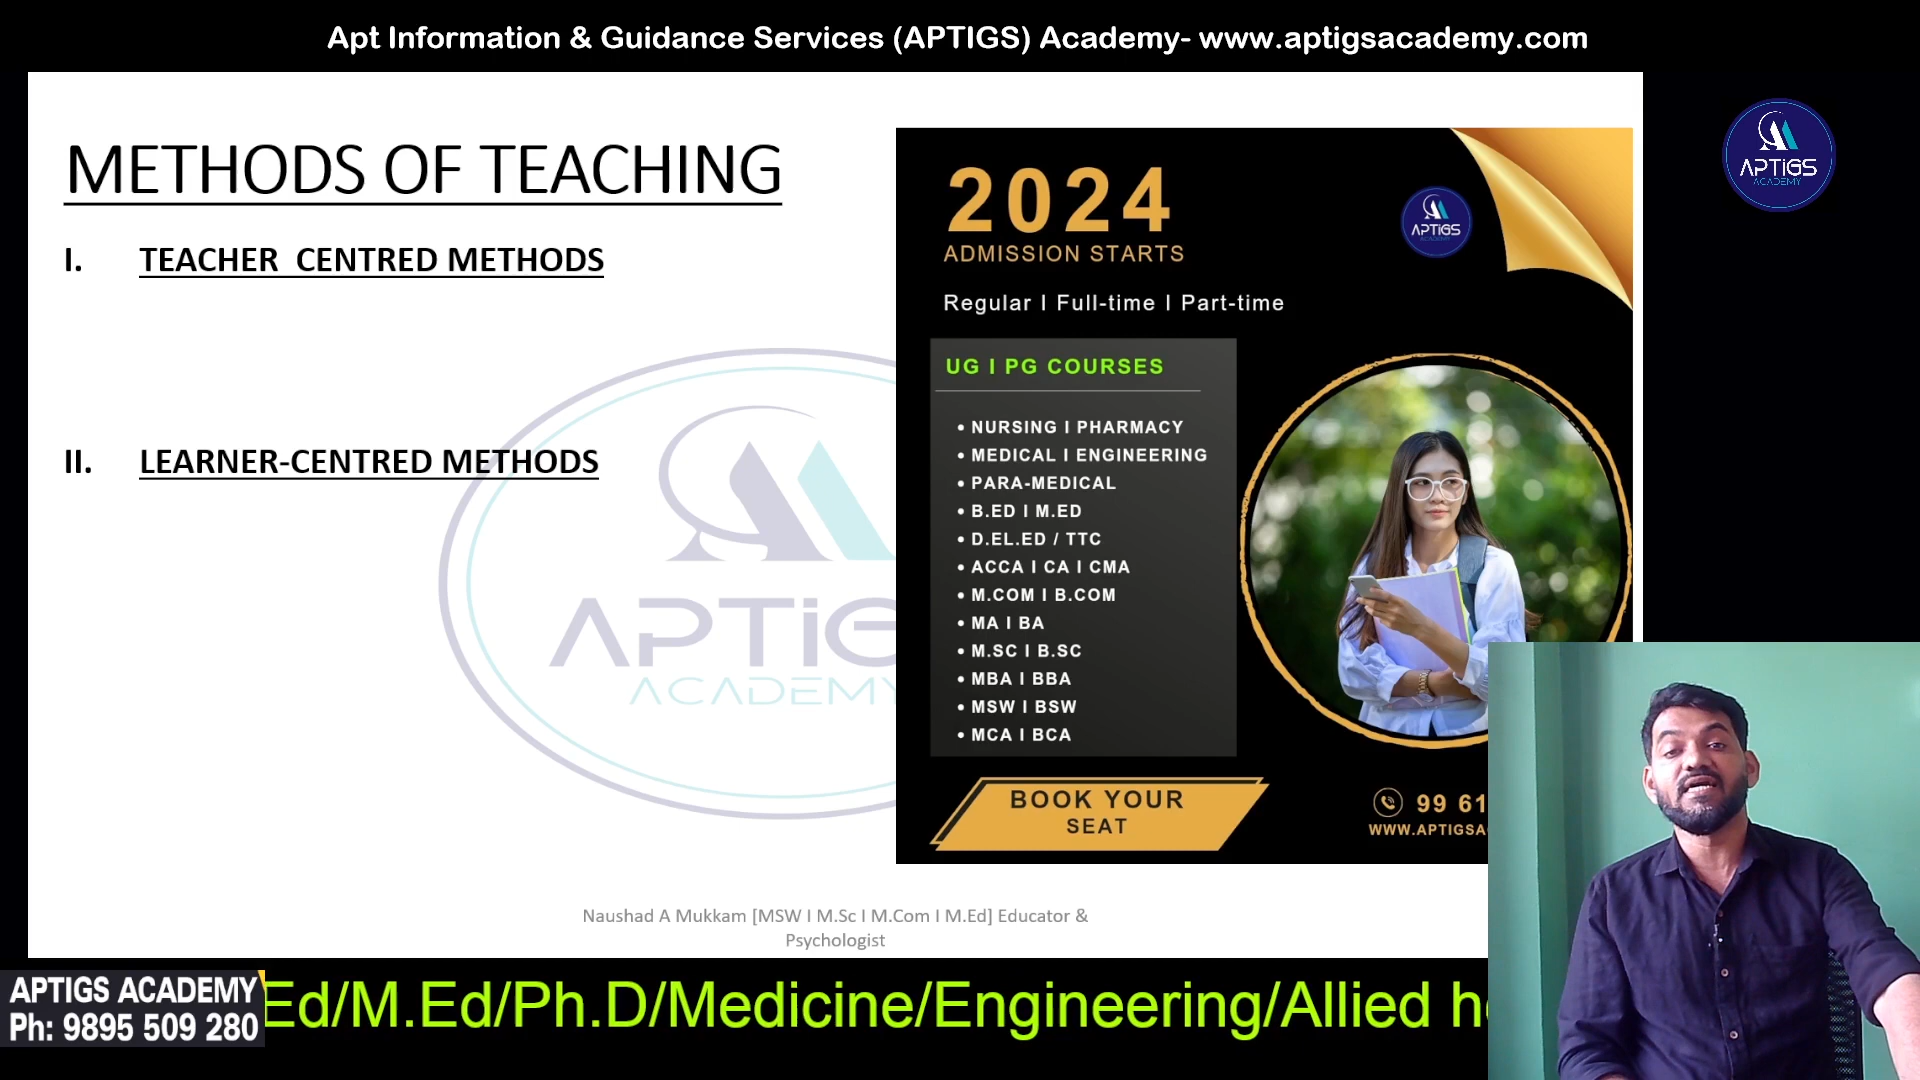 Apt Information & Guidance Services (APTIGS) Academy- www.aptigsacademy.com
METHODS OF TEACHING
I. TEACHER CENTRED METHODS
II. LEARNER-CENTRED METHODS
APTiGS
ACADEMY
2024
ADMISSION STARTS
Regular I Full-time I Part-time
APTiGS
ACADEMY
UG I PG COURSES
• NURSING I PHARMACY
• MEDICAL I ENGINEERING
• PARA-MEDICAL
• B.ED I M.ED
• D.EL.ED / TTC
• ACCA I CA I CMA
• M.COM I B.COM
• MA I BA
• M.SC I B.SC
• MBA I BBA
• MSW I BSW
• MCA I BCA
BOOK YOUR
SEAT
99 61
WWW.APTIGSA
APTiGS
ACADEMY
Naushad A Mukkam [MSW I M.Sc I M.Com I M.Ed] Educator &
Psychologist
APTIGS ACADEMY
Ph: 9895 509 280
Ed/M.Ed/Ph.D/Medicine/Engineering/Allied h